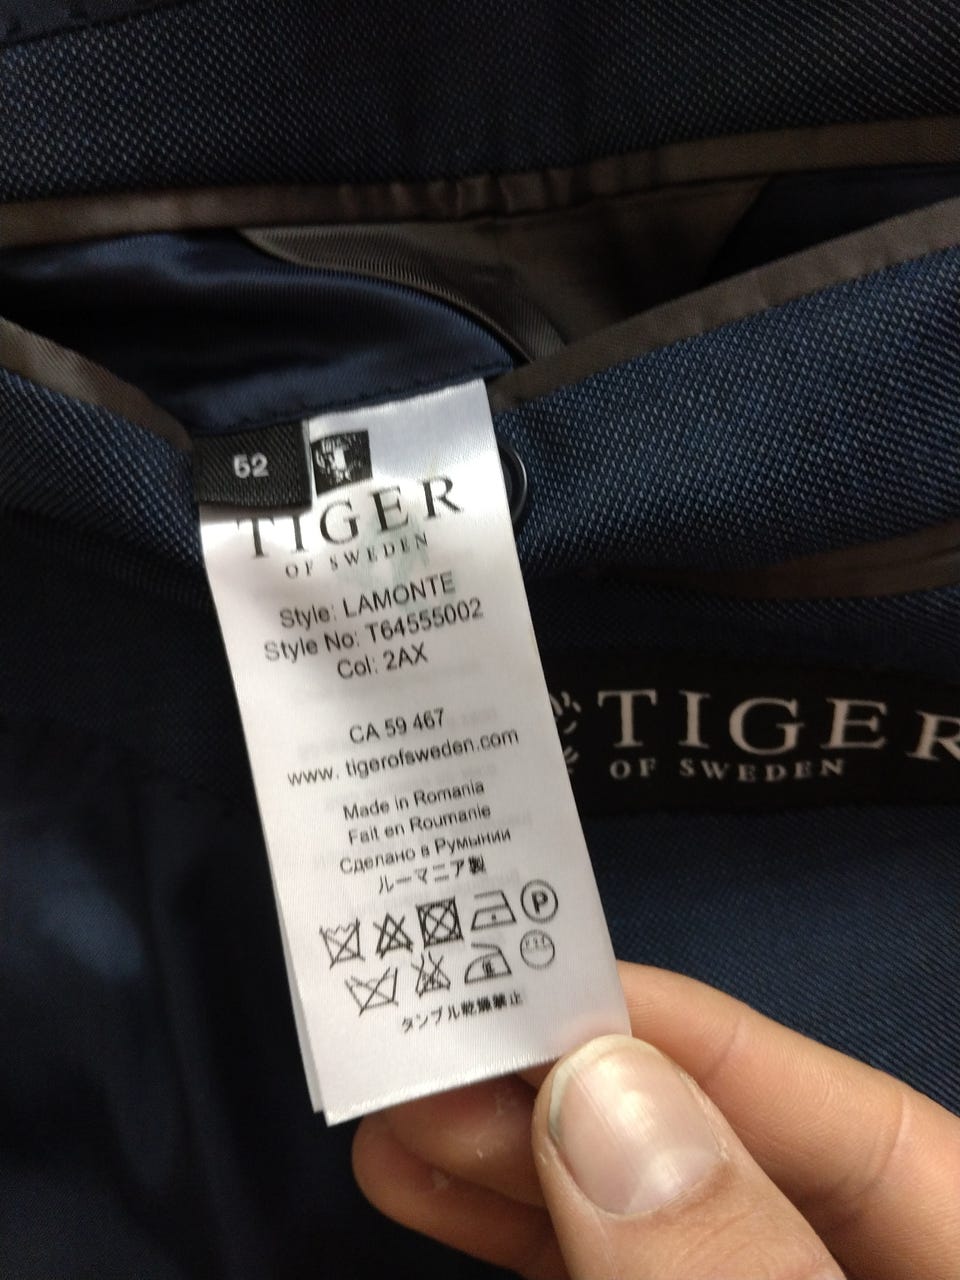 52
TIGER
OF SWEDEN
Style: LAMONTE
Style No: T64555002
Col: 2AX
CA 59 467
www. tigerofsweden.com
Made in Romania
Fait en Roumanie
Сделано в Румынии
ルーマニア製
P
タンブル乾燥禁止
TIGER
OF SWEDEN